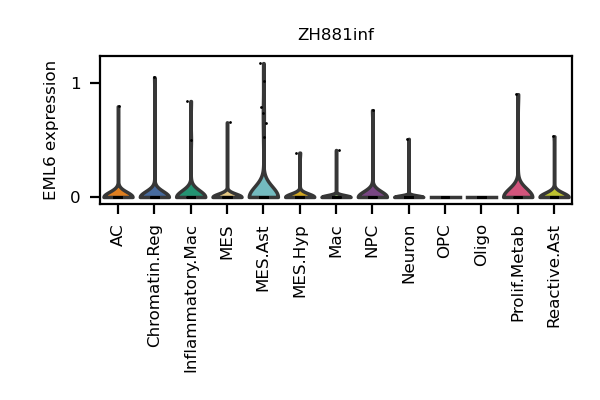 ZH881inf
EML6 expression
1
0
AC
Chromatin.Reg
Inflammatory.Mac
MES
MES.Ast
MES.Hyp
Mac
NPC
Neuron
OPC
Oligo
Prolif.Metab
Reactive.Ast